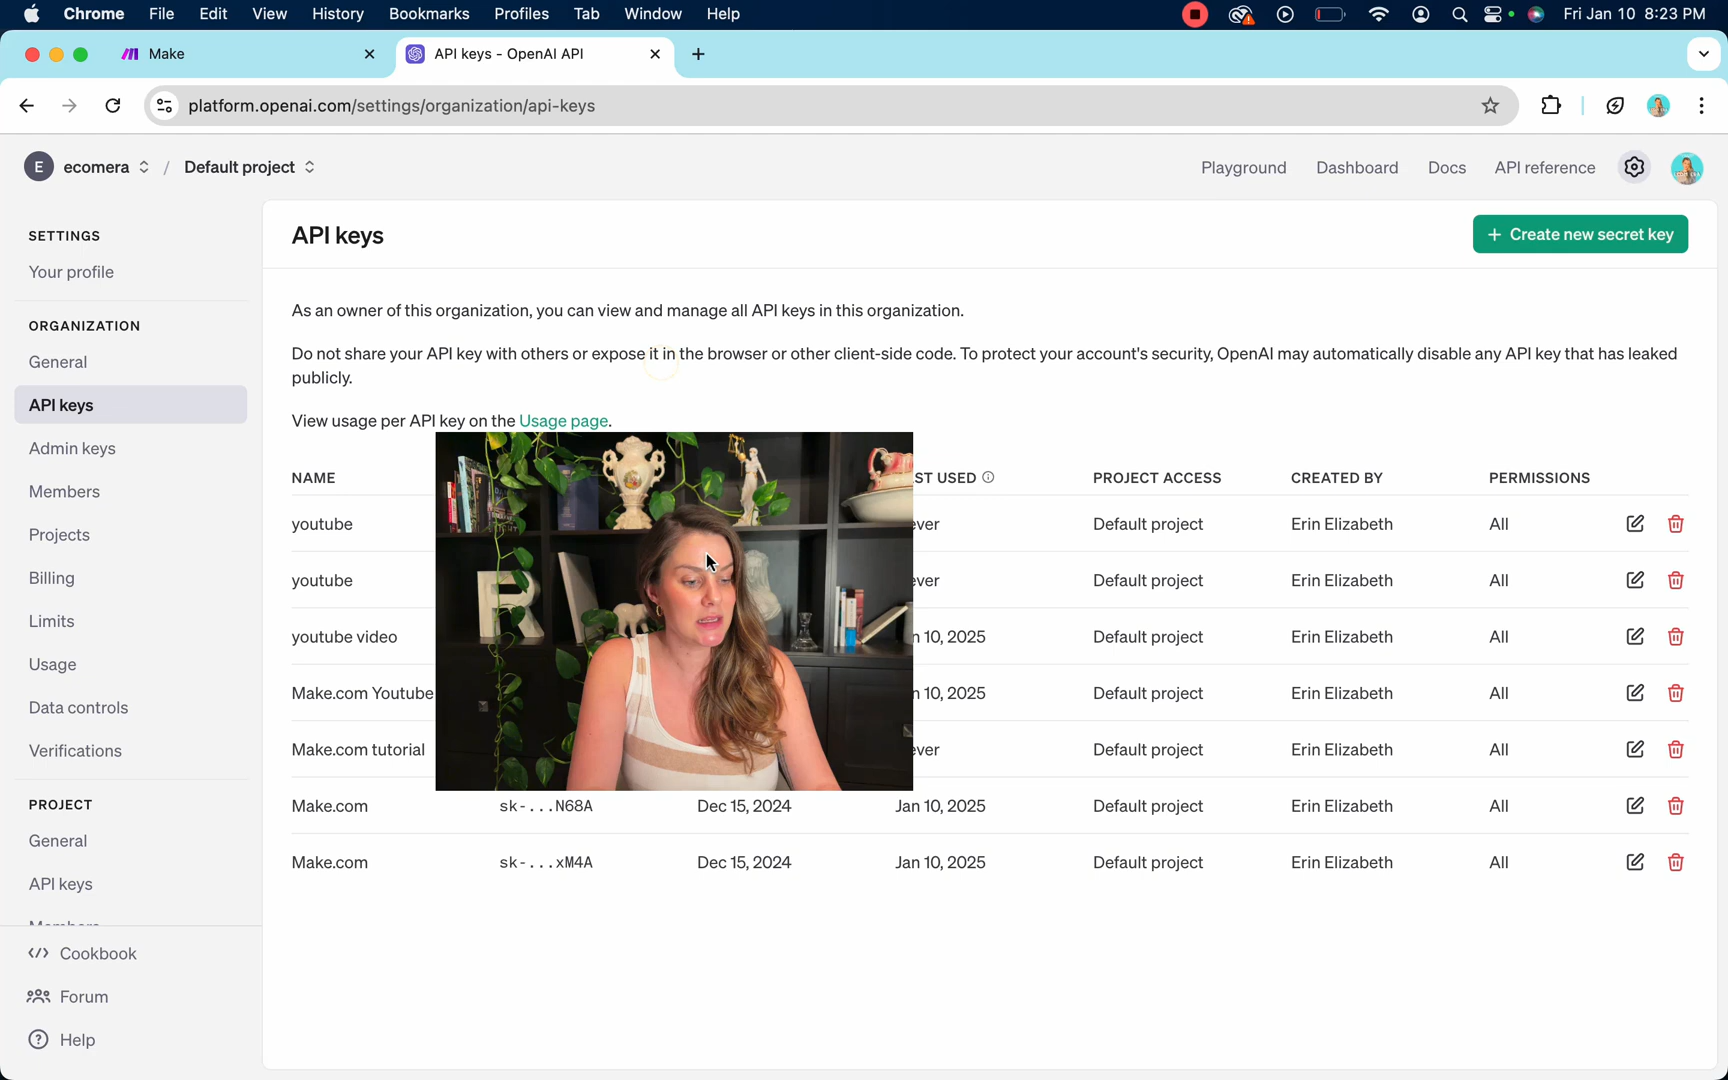 Chrome File Edit View History Bookmarks Profiles Tab Window Help Fri Jan 10 8:23 PM
Make API keys - OpenAI API
platform.openai.com/settings/organization/api-keys
E ecomera / Default project Playground Dashboard Docs API reference
SETTINGS
Your profile
ORGANIZATION
General
API keys
Admin keys
Members
Projects
Billing
Limits
Usage
Data controls
Verifications
PROJECT
General
API keys
Cookbook
Forum
Help
API keys
+ Create new secret key
As an owner of this organization, you can view and manage all API keys in this organization.
Do not share your API key with others or expose it in the browser or other client-side code. To protect your account's security, OpenAI may automatically disable any API key that has leaked
publicly.
View usage per API key on the Usage page.
NAME ST USED PROJECT ACCESS CREATED BY PERMISSIONS
youtube ever Default project Erin Elizabeth All
youtube ever Default project Erin Elizabeth All
youtube video n 10, 2025 Default project Erin Elizabeth All
Make.com Youtube n 10, 2025 Default project Erin Elizabeth All
Make.com tutorial ever Default project Erin Elizabeth All
Make.com sk-...N68A Dec 15, 2024 Jan 10, 2025 Default project Erin Elizabeth All
Make.com sk-...xM4A Dec 15, 2024 Jan 10, 2025 Default project Erin Elizabeth All
R